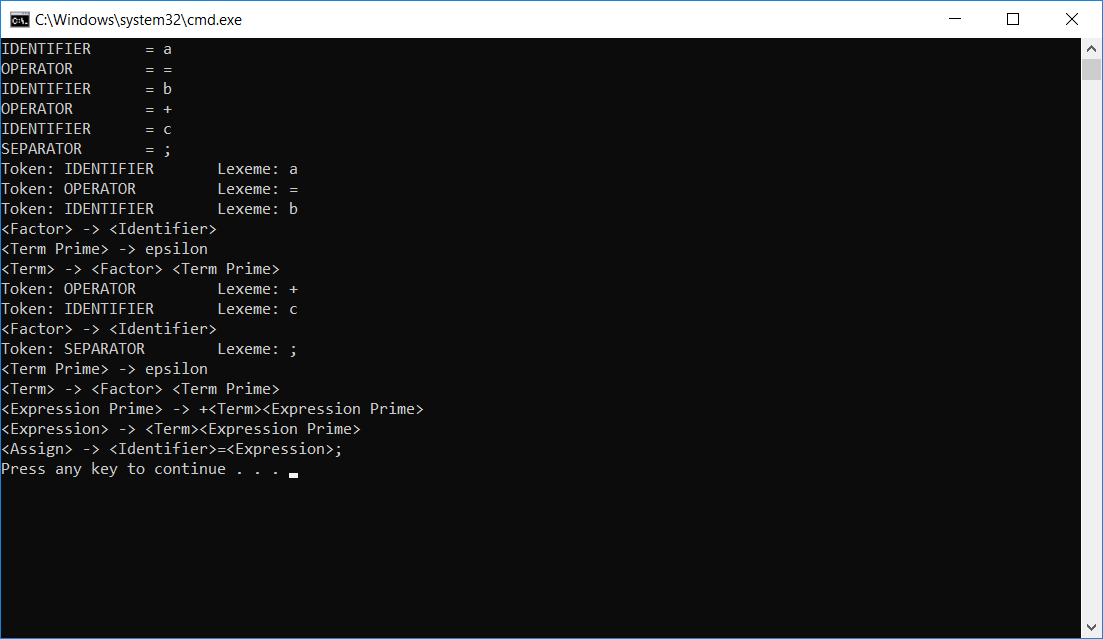 C:\Windows\system32\cmd.exe
IDENTIFIER      = a
OPERATOR        = =
IDENTIFIER      = b
OPERATOR        = +
IDENTIFIER      = c
SEPARATOR       = ;
Token: IDENTIFIER       Lexeme: a
Token: OPERATOR         Lexeme: =
Token: IDENTIFIER       Lexeme: b
<Factor> -> <Identifier>
<Term Prime> -> epsilon
<Term> -> <Factor> <Term Prime>
Token: OPERATOR         Lexeme: +
Token: IDENTIFIER       Lexeme: c
<Factor> -> <Identifier>
Token: SEPARATOR        Lexeme: ;
<Term Prime> -> epsilon
<Term> -> <Factor> <Term Prime>
<Expression Prime> -> +<Term><Expression Prime>
<Expression> -> <Term><Expression Prime>
<Assign> -> <Identifier>=<Expression>;
Press any key to continue . . .